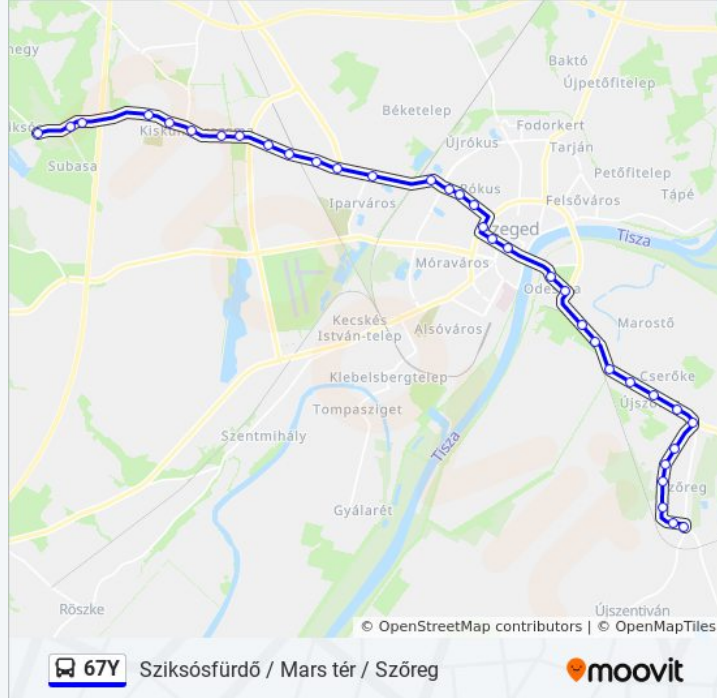 Baktó
Újpetőfitelep
Béketelep
Fodorkert
Újrókus
Tarján
Subasa
Petőfitelep
Tápé
Rókus
Felsőváros
Iparváros
Tisza
Móraváros
Kecskés
István-telep
Alsóváros
Marostő
Klebelsbergtelep
Cserőke
Tompasziget
Szentmihály
Tisza
Gyálarét
Röszke
Újszentiván
© OpenStreetMap contributors | © OpenMapTiles
67Y Sziksósfürdő / Mars tér / Szőreg
moovit